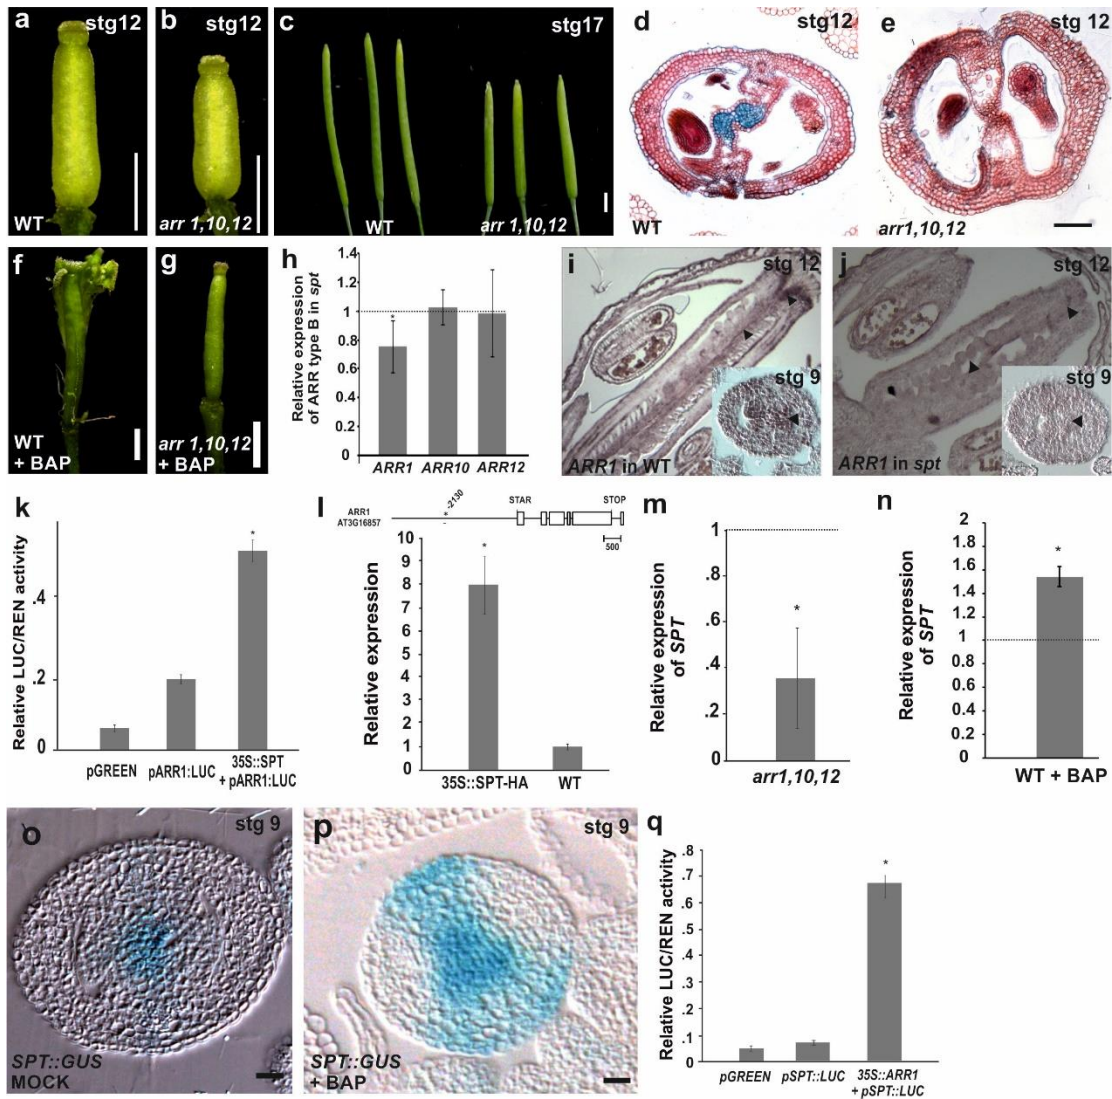 a
stg12
WT
b
stg12
arr 1,10,12
c
stg17
WT
arr 1,10,12
d
stg 12
WT
e
stg 12
arr1,10,12
f
WT
+ BAP
g
arr 1,10,12
+ BAP
h
Relative expression
of ARR type B in spt
1.4
1.2
1
0.8
0.6
0.4
0.2
0
*
ARR1
ARR10
ARR12
i
stg 12
stg 9
ARR1 in WT
j
stg 12
stg 9
ARR1 in spt
k
Relative LUC/REN activity
.4
.2
0
*
pGREEN
pARR1:LUC
35S::SPT
+ pARR1:LUC
l
ARR1
AT3G16857
*-2130
STAR
STOP
500
Relative expression
10
9
8
7
6
5
4
3
2
1
0
*
35S::SPT-HA
WT
m
Relative expression
of SPT
1
.8
.6
.4
.2
0
*
arr1,10,12
n
Relative expression
of SPT
2
1.8
1.6
1.4
1.2
1
0.8
0.6
0.4
0.2
0
*
WT + BAP
o
stg 9
SPT::GUS
MOCK
p
stg 9
SPT::GUS
+ BAP
q
Relative LUC/REN activity
.8
.7
.6
.5
.4
.3
.2
.1
0
*
pGREEN
pSPT::LUC
35S::ARR1
+ pSPT::LUC